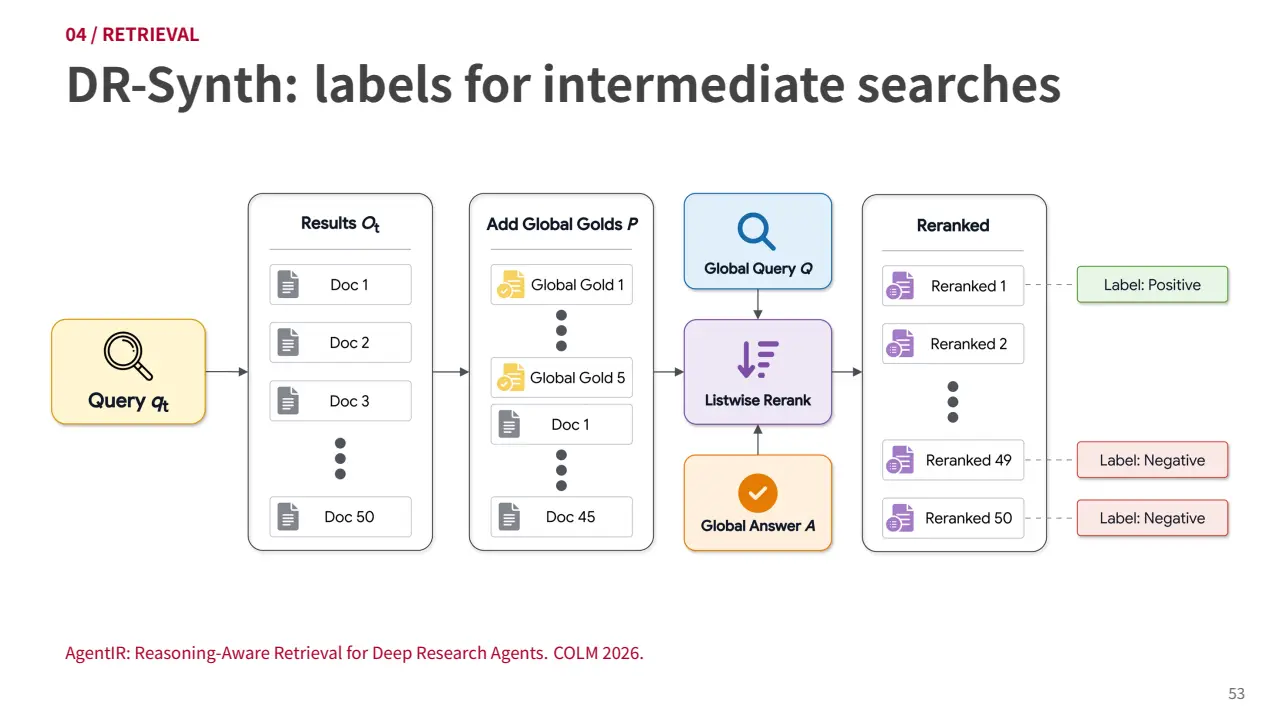 04 / RETRIEVAL
DR-Synth: labels for intermediate searches
Query qt
Results Ot
Doc 1
Doc 2
Doc 3
Doc 50
Add Global Golds P
Global Gold 1
Global Gold 5
Doc 1
Doc 45
Global Query Q
Listwise Rerank
Global Answer A
Reranked
Reranked 1
Reranked 2
Reranked 49
Reranked 50
Label: Positive
Label: Negative
Label: Negative
AgentIR: Reasoning-Aware Retrieval for Deep Research Agents. COLM 2026.
53